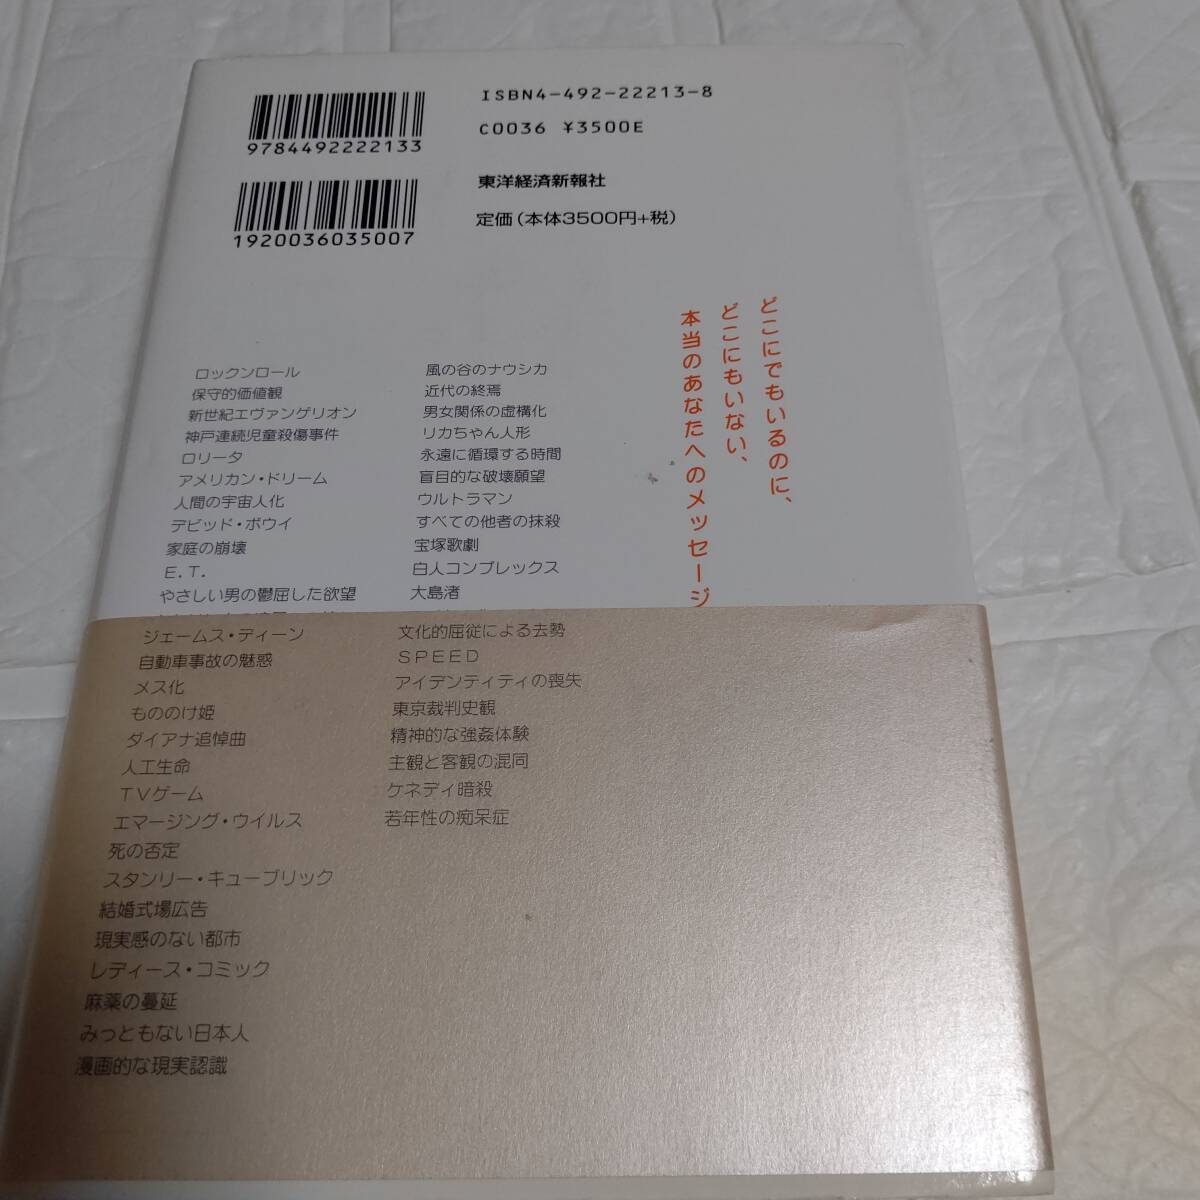 ISBN4-492-22213-8
C0036 ¥3500E
9784492222133
1920036035007
東洋経済新報社
定価(本体3500円+税)
どこにでもいるのに、
どこにもいない、
本当のあなたへのメッセージ
ロックンロール
保守的価値観
新世紀エヴァンゲリオン
神戸連続児童殺傷事件
ロリータ
アメリカン・ドリーム
人間の宇宙人化
デビッド・ボウイ
家庭の崩壊
E.T.
やさしい男の鬱屈した欲望
ジェームス・ディーン
自動車事故の魅惑
メス化
もののけ姫
ダイアナ追悼曲
人工生命
TVゲーム
エマージング・ウイルス
死の否定
スタンリー・キューブリック
結婚式場広告
現実感のない都市
レディース・コミック
麻薬の蔓延
みっともない日本人
漫画的な現実認識
風の谷のナウシカ
近代の終焉
男女関係の虚構化
リカちゃん人形
永遠に循環する時間
盲目的な破壊願望
ウルトラマン
すべての他者の抹殺
宝塚歌劇
白人コンプレックス
大島渚
文化的屈従による去勢
SPEED
アイデンティティの喪失
東京裁判史観
精神的な強姦体験
主観と客観の混同
ケネディ暗殺
若年性の痴呆症